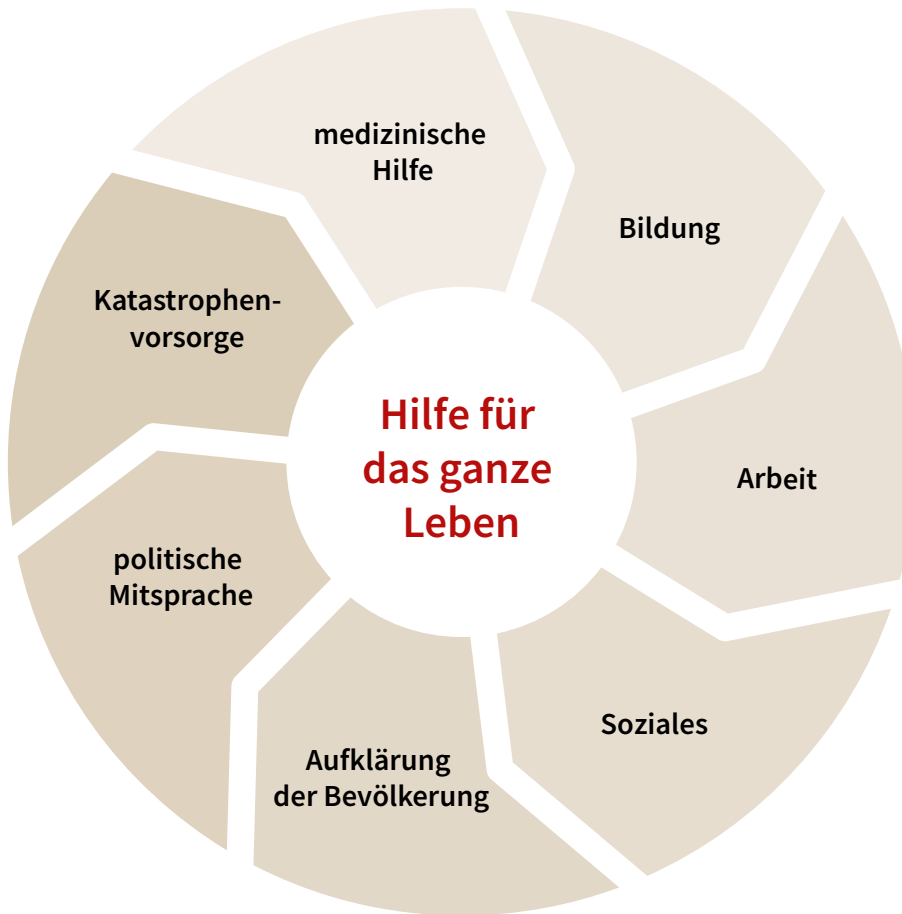 medizinische
Hilfe
Bildung
Arbeit
Soziales
Aufklärung
der Bevölkerung
politische
Mitsprache
Katastrophen-
vorsorge
Hilfe für
das ganze
Leben